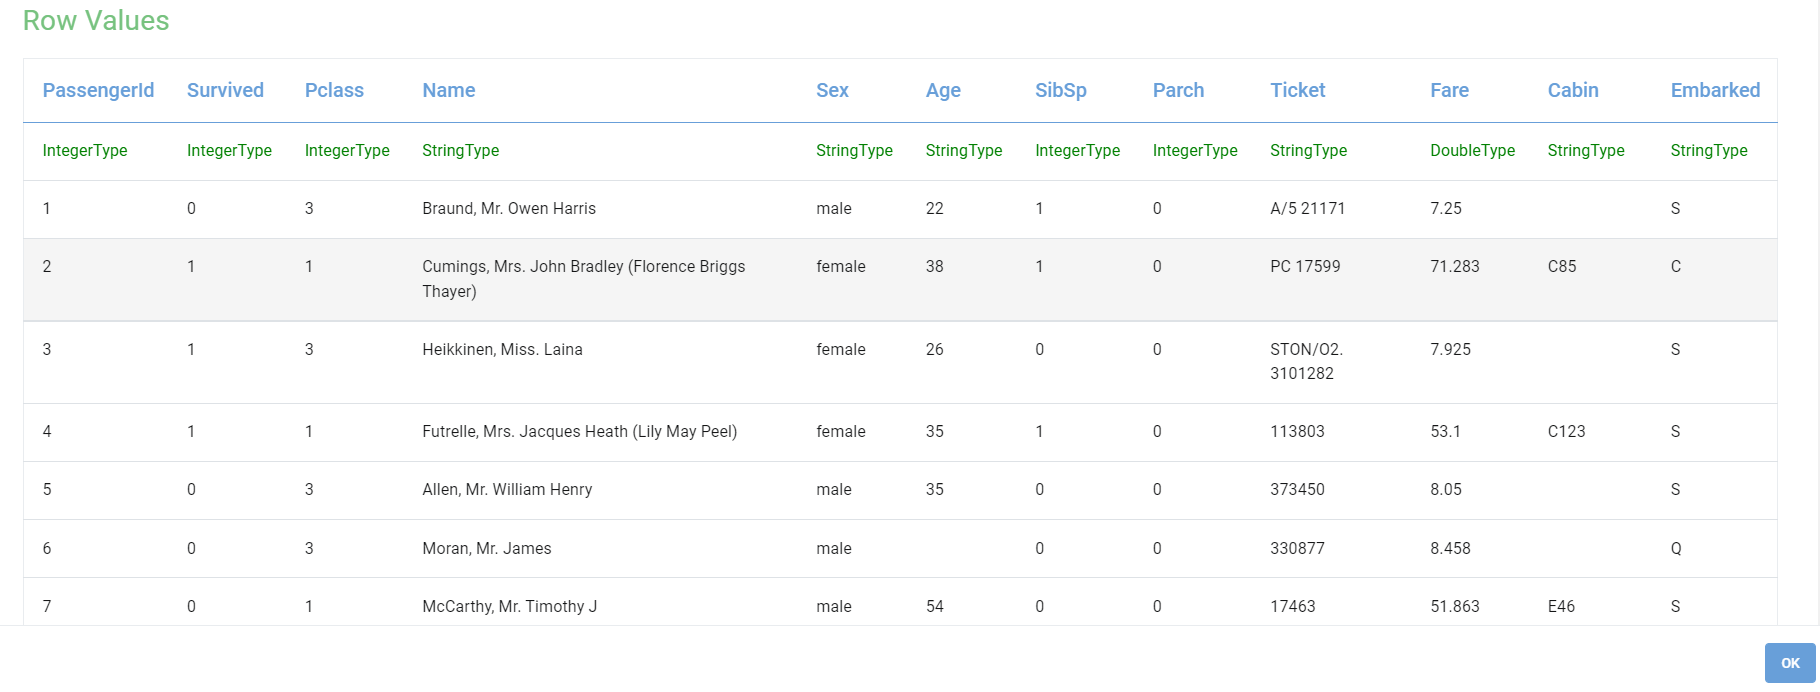 Row Values
PassengerId Survived Pclass Name Sex Age SibSp Parch Ticket Fare Cabin Embarked
IntegerType IntegerType IntegerType StringType StringType StringType IntegerType IntegerType StringType DoubleType StringType StringType
1 0 3 Braund, Mr. Owen Harris male 22 1 0 A/5 21171 7.25 S
2 1 1 Cumings, Mrs. John Bradley (Florence Briggs female 38 1 0 PC 17599 71.283 C85 C
Thayer)
3 1 3 Heikkinen, Miss. Laina female 26 0 0 STON/O2. 7.925 S
3101282
4 1 1 Futrelle, Mrs. Jacques Heath (Lily May Peel) female 35 1 0 113803 53.1 C123 S
5 0 3 Allen, Mr. William Henry male 35 0 0 373450 8.05 S
6 0 3 Moran, Mr. James male 0 0 330877 8.458 Q
7 0 1 McCarthy, Mr. Timothy J male 54 0 0 17463 51.863 E46 S
OK